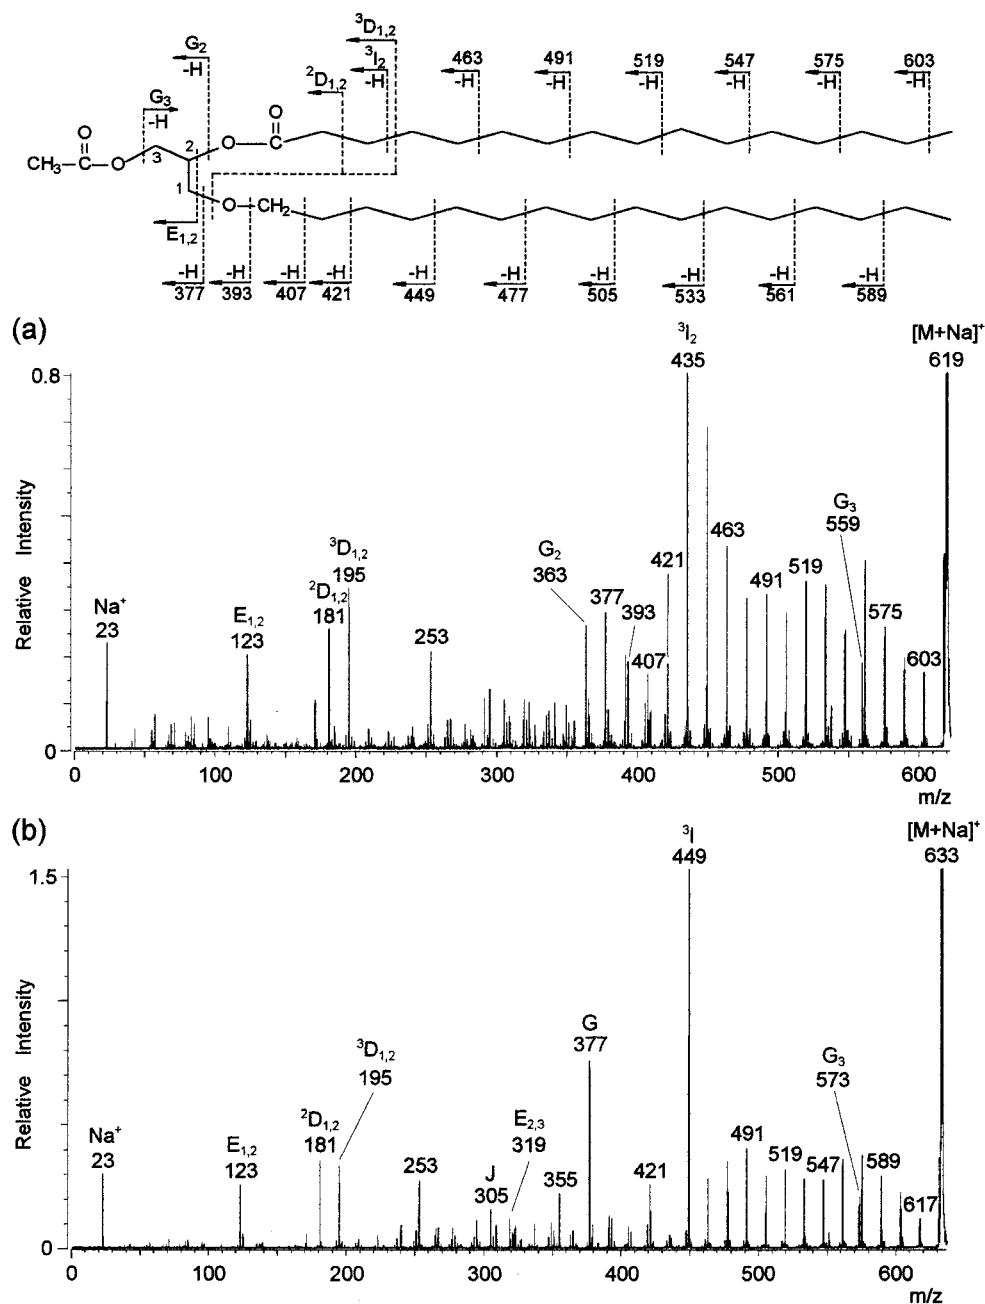 ³D₁,₂
G₂ ³I₂ 463 491 519 547 575 603
-H ²D₁,₂ -H -H -H -H -H -H -H
G₃
-H
O O
CH₃ C O 3 2 O C
1 O CH₂
E₁,₂
-H -H -H -H -H -H -H -H -H -H
377 393 407 421 449 477 505 533 561 589
(a)
³I₂ [M+Na]⁺
435 619
0.8
Relative Intensity
G₃
559
463
³D₁,₂
195
G₂
363
421
²D₁,₂
181
491 519
Na⁺
23
E₁,₂
123
253
377 393
407
575
603
0
0 100 200 300 400 500 600
m/z
(b)
³I [M+Na]⁺
449 633
1.5
Relative Intensity
G
377
³D₁,₂
195
G₃
573
Na⁺
23
E₁,₂
123
²D₁,₂
181
253
J
305
E₂,₃
319
355
421
491
519
547
589
617
0
0 100 200 300 400 500 600
m/z